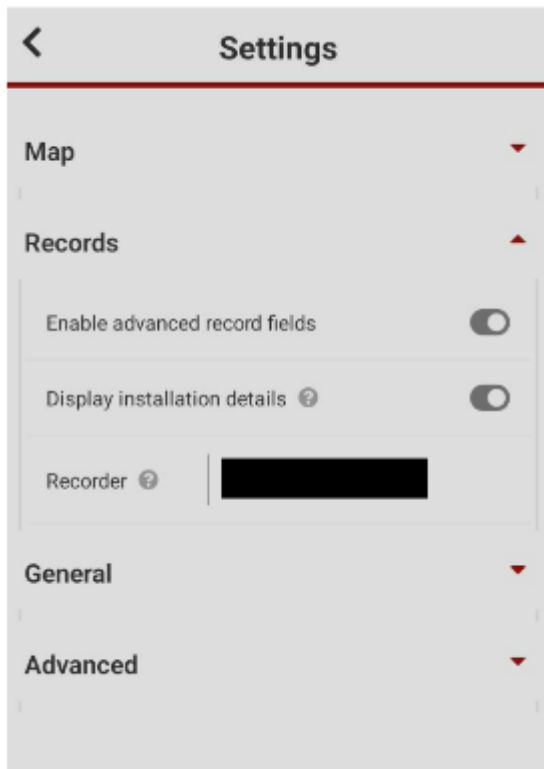 Settings
Map
Records
Enable advanced record fields
Display installation details ?
Recorder ?
General
Advanced